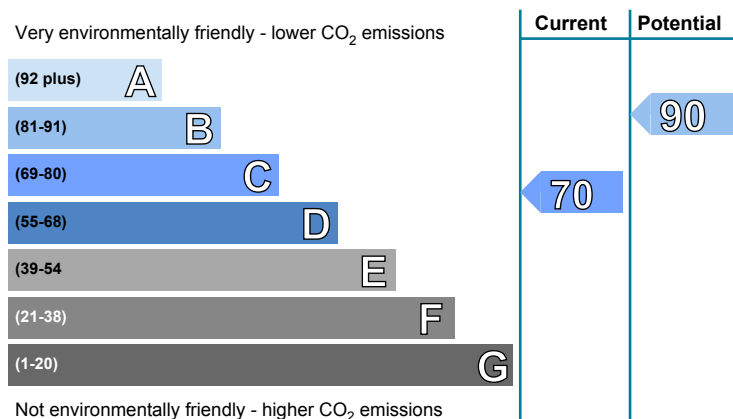 Very environmentally friendly - lower CO₂ emissions
Current
Potential
(92 plus) A
(81-91) B
(69-80) C
(55-68) D
(39-54 E
(21-38) F
(1-20) G
90
70
Not environmentally friendly - higher CO₂ emissions